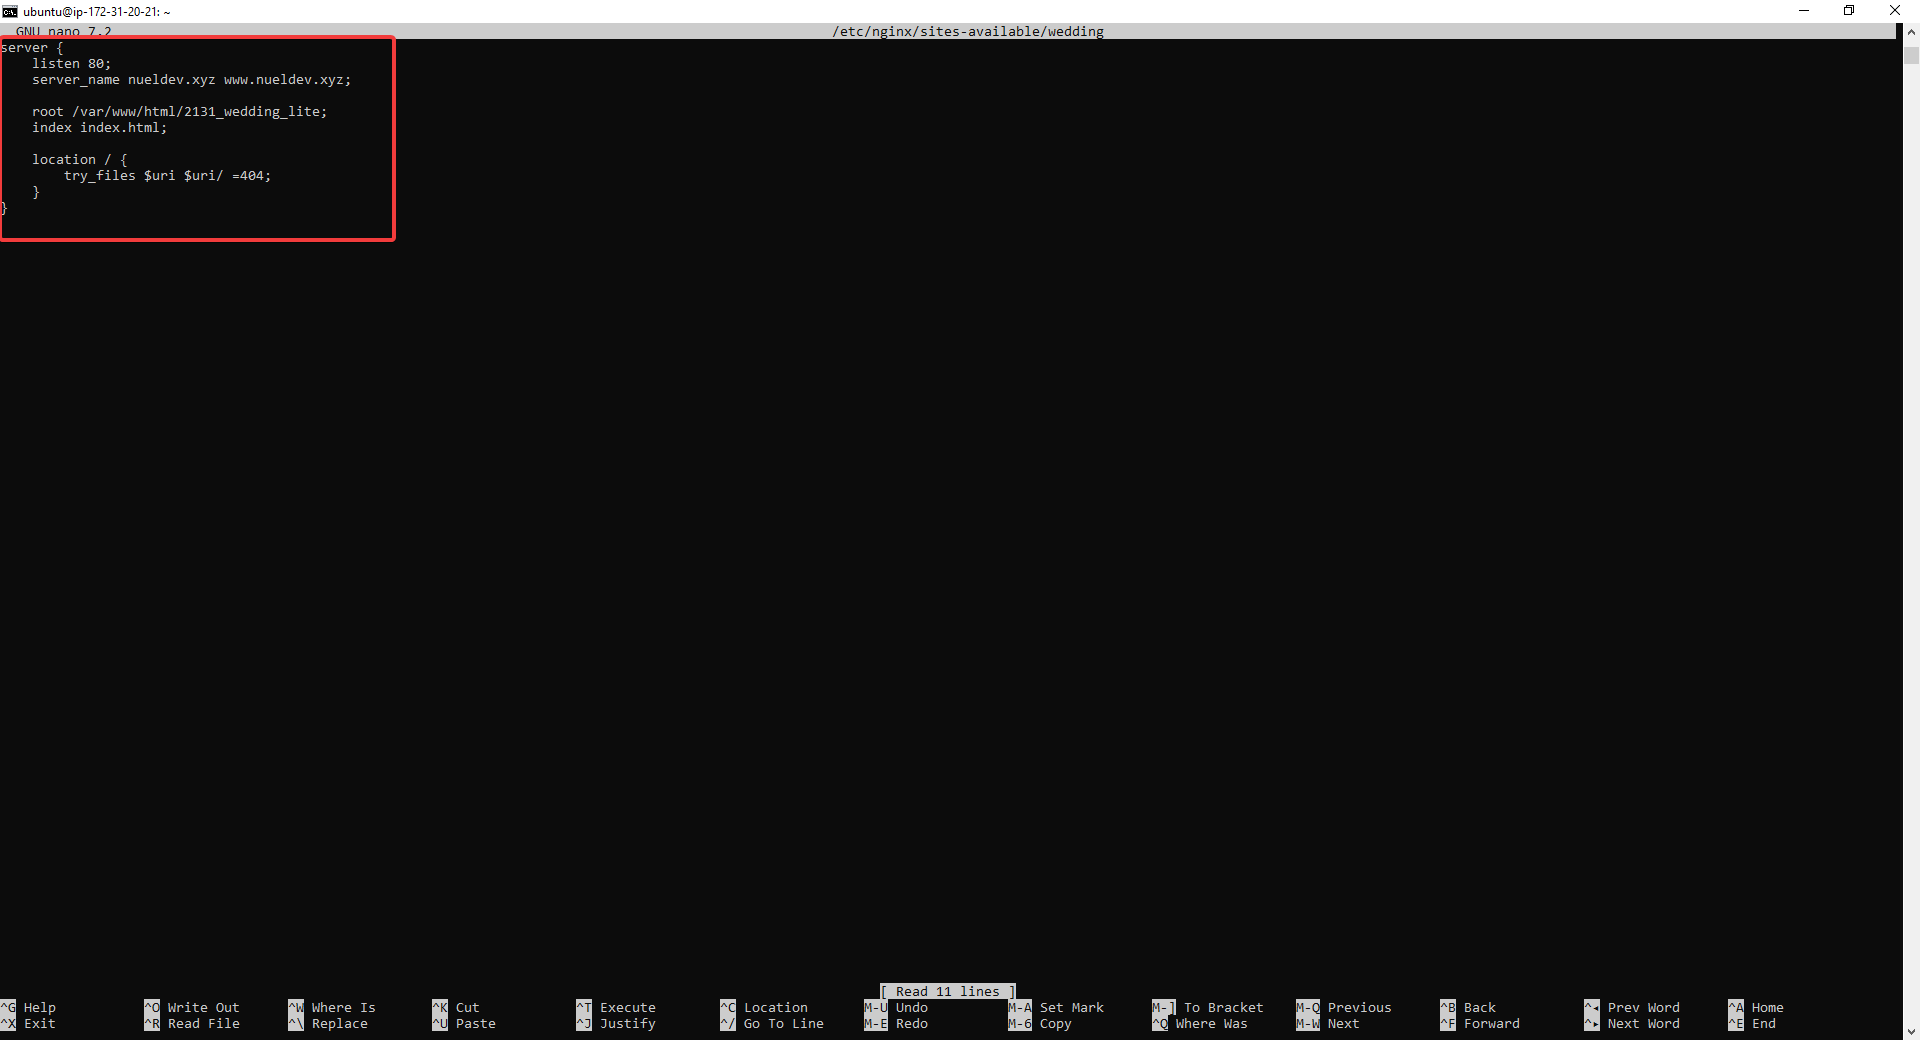 ubuntu@ip-172-31-20-21: ~
GNU nano 7.2 /etc/nginx/sites-available/wedding
server {
    listen 80;
    server_name nueldev.xyz www.nueldev.xyz;

    root /var/www/html/2131_wedding_lite;
    index index.html;

    location / {
        try_files $uri $uri/ =404;
    }
}
[ Read 11 lines ]
^G Help ^O Write Out ^W Where Is ^K Cut ^T Execute ^C Location M-U Undo M-A Set Mark M-] To Bracket M-Q Previous ^B Back ^◂ Prev Word ^A Home
^X Exit ^R Read File ^\ Replace ^U Paste ^J Justify ^/ Go To Line M-E Redo M-6 Copy ^Q Where Was M-W Next ^F Forward ^▸ Next Word ^E End